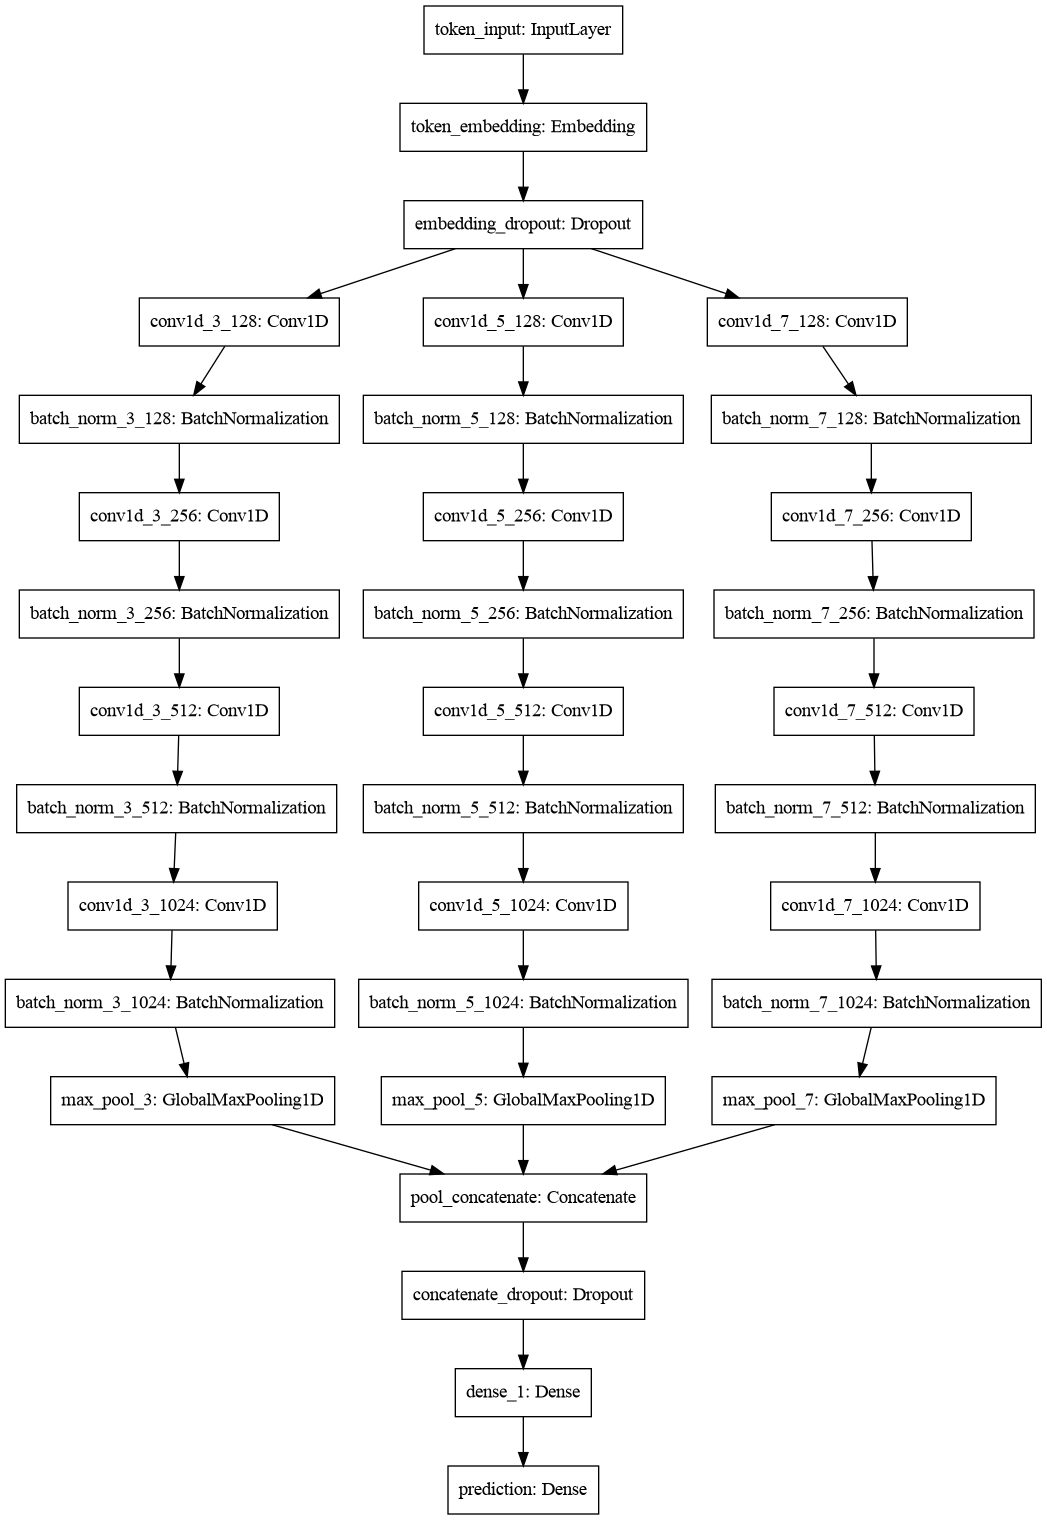 token_input: InputLayer
token_embedding: Embedding
embedding_dropout: Dropout
conv1d_3_128: Conv1D
conv1d_5_128: Conv1D
conv1d_7_128: Conv1D
batch_norm_3_128: BatchNormalization
batch_norm_5_128: BatchNormalization
batch_norm_7_128: BatchNormalization
conv1d_3_256: Conv1D
conv1d_5_256: Conv1D
conv1d_7_256: Conv1D
batch_norm_3_256: BatchNormalization
batch_norm_5_256: BatchNormalization
batch_norm_7_256: BatchNormalization
conv1d_3_512: Conv1D
conv1d_5_512: Conv1D
conv1d_7_512: Conv1D
batch_norm_3_512: BatchNormalization
batch_norm_5_512: BatchNormalization
batch_norm_7_512: BatchNormalization
conv1d_3_1024: Conv1D
conv1d_5_1024: Conv1D
conv1d_7_1024: Conv1D
batch_norm_3_1024: BatchNormalization
batch_norm_5_1024: BatchNormalization
batch_norm_7_1024: BatchNormalization
max_pool_3: GlobalMaxPooling1D
max_pool_5: GlobalMaxPooling1D
max_pool_7: GlobalMaxPooling1D
pool_concatenate: Concatenate
concatenate_dropout: Dropout
dense_1: Dense
prediction: Dense